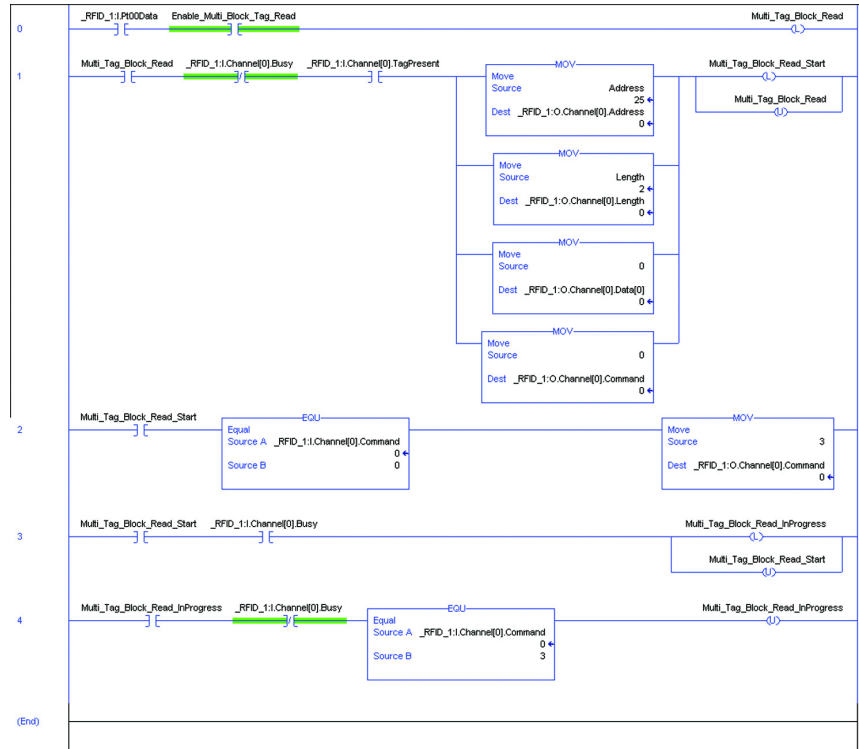 _RFID_1:I.Pt00Data Enable_Multi_Block_Tag_Read Multi_Tag_Block_Read
0 L
Multi_Tag_Block_Read _RFID_1:I.Channel[0].Busy _RFID_1:I.Channel[0].TagPresent MOV Multi_Tag_Block_Read_Start
1 L
Move
Source Address
25
Dest _RFID_1:O.Channel[0].Address
0
Multi_Tag_Block_Read
U
MOV
Move
Source Length
2
Dest _RFID_1:O.Channel[0].Length
0
MOV
Move
Source 0
Dest _RFID_1:O.Channel[0].Data[0]
0
MOV
Move
Source 0
Dest _RFID_1:O.Channel[0].Command
0
Multi_Tag_Block_Read_Start EQU MOV
2
Equal
Source A _RFID_1:I.Channel[0].Command
0
Source B 0
Move
Source 3
Dest _RFID_1:O.Channel[0].Command
0
Multi_Tag_Block_Read_Start _RFID_1:I.Channel[0].Busy Multi_Tag_Block_Read_InProgress
3 L
Multi_Tag_Block_Read_Start
U
Multi_Tag_Block_Read_InProgress _RFID_1:I.Channel[0].Busy EQU Multi_Tag_Block_Read_InProgress
4 U
Equal
Source A _RFID_1:I.Channel[0].Command
0
Source B 3
(End)